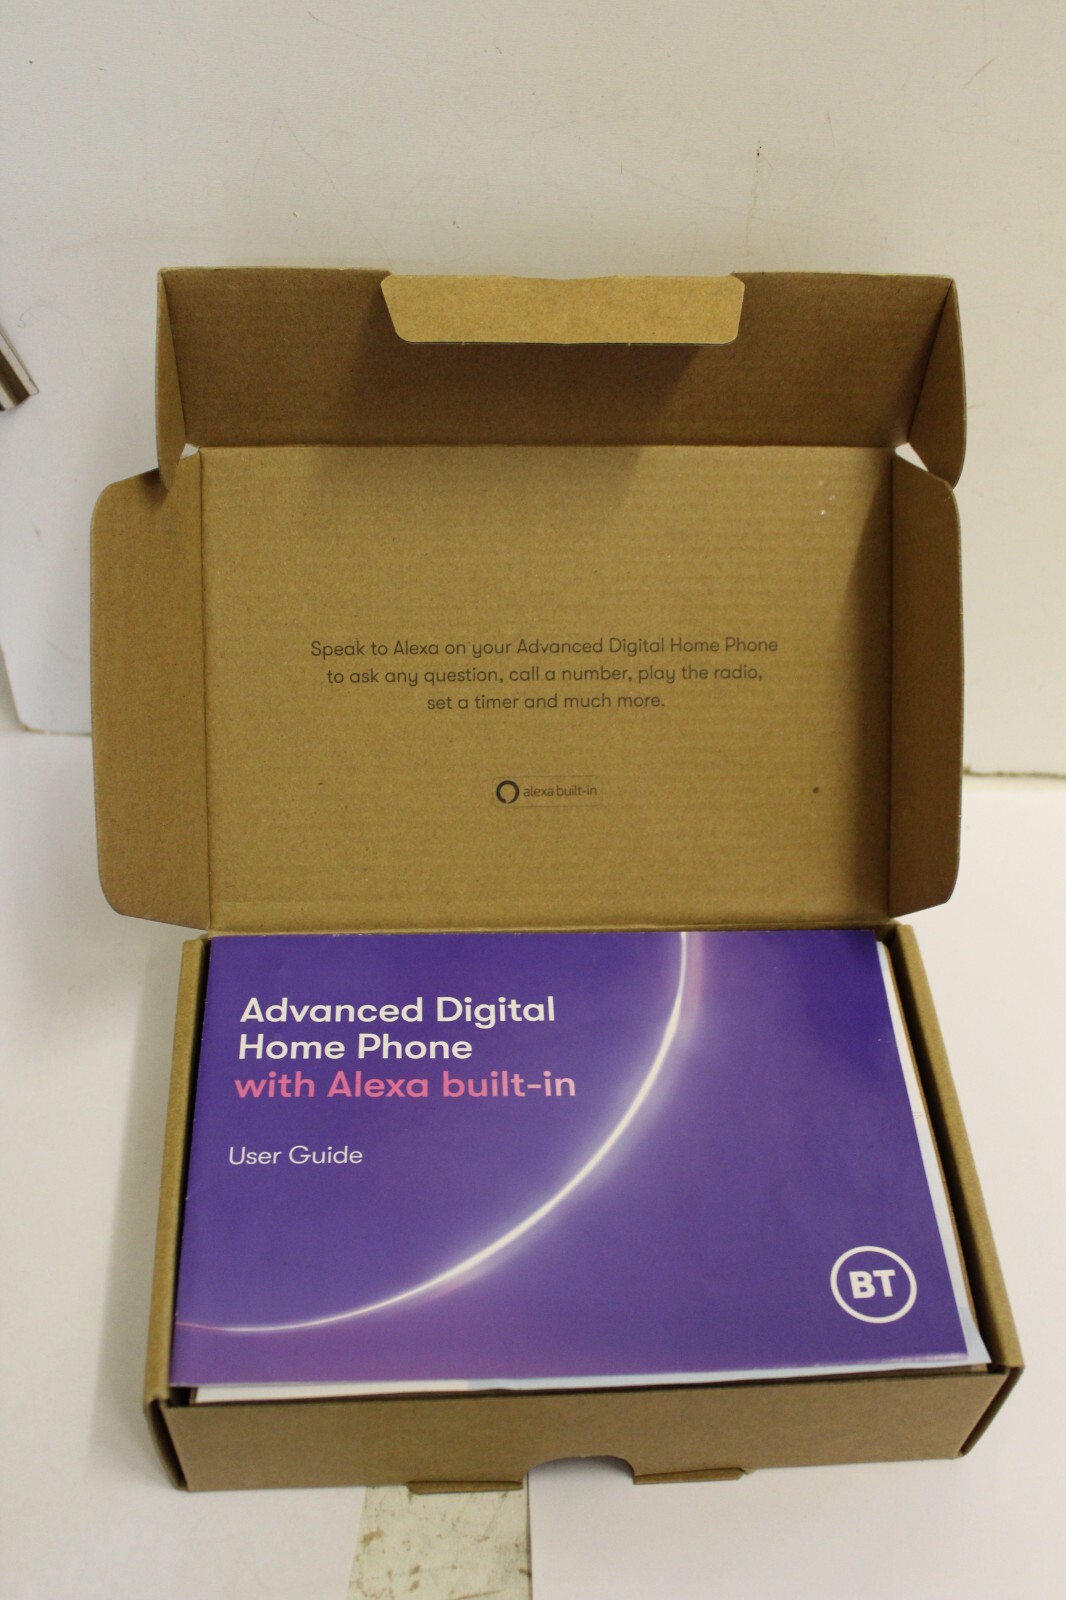 Speak to Alexa on your Advanced Digital Home Phone
to ask any question, call a number, play the radio,
set a timer and much more.
alexa built-in
Advanced Digital
Home Phone
with Alexa built-in
User Guide
BT